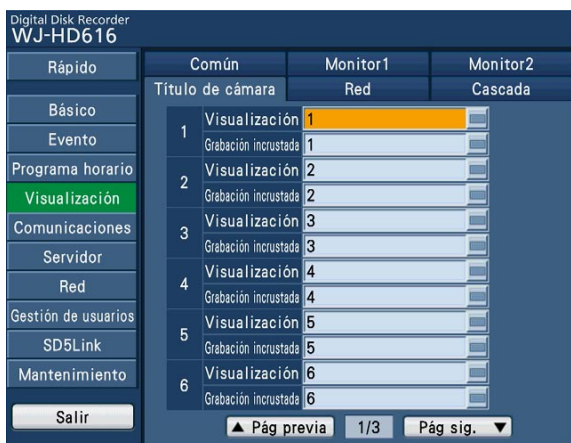 Digital Disk Recorder
WJ-HD616
Rápido
Básico
Evento
Programa horario
Visualización
Comunicaciones
Servidor
Red
Gestión de usuarios
SD5Link
Mantenimiento
Salir
Común Monitor1 Monitor2
Título de cámara Red Cascada
1
Visualización 1
Grabación incrustada 1
2
Visualización 2
Grabación incrustada 2
3
Visualización 3
Grabación incrustada 3
4
Visualización 4
Grabación incrustada 4
5
Visualización 5
Grabación incrustada 5
6
Visualización 6
Grabación incrustada 6
▲ Pág previa 1/3 Pág sig. ▼